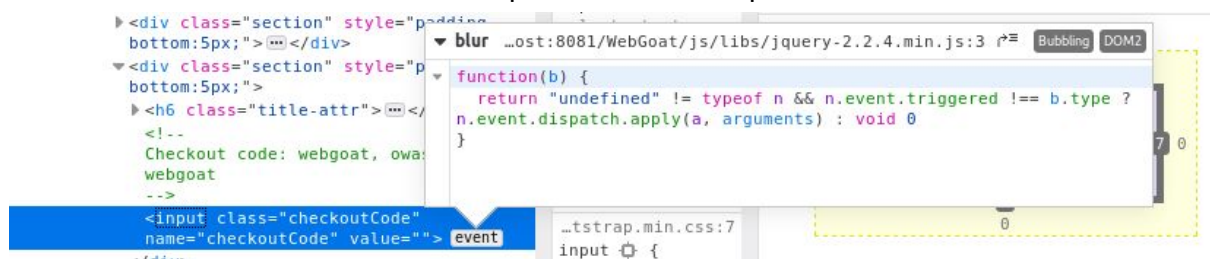 <div class="section" style="padding
bottom:5px;"> </div>
<div class="section" style="p
bottom:5px;">
<h6 class="title-attr"> </
<!--
Checkout code: webgoat, owa
webgoat
-->
<input class="checkoutCode"
name="checkoutCode" value=""> event
blur …ost:8081/WebGoat/js/libs/jquery-2.2.4.min.js:3 Bubbling DOM2
function(b) {
return "undefined" != typeof n && n.event.triggered !== b.type ?
n.event.dispatch.apply(a, arguments) : void 0
}
…tstrap.min.css:7
input {
7 0
0